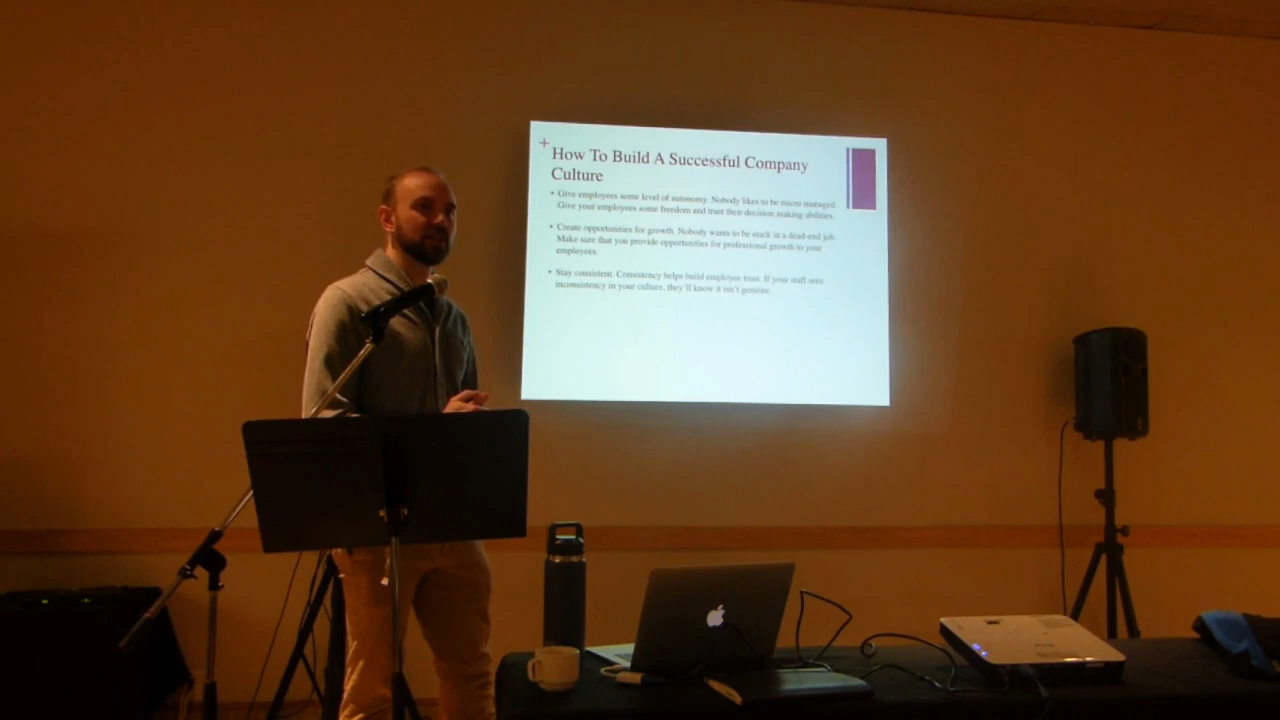 +
How To Build A Successful Company
Culture
• Give employees some level of autonomy. Nobody likes to be micro managed.
Give your employees some freedom and trust their decision making abilities.
• Create opportunities for growth. Nobody wants to be stuck in a dead-end job.
Make sure that you provide opportunities for professional growth to your
employees.
• Stay consistent. Consistency helps build employee trust. If your staff sees
inconsistency in your culture, they'll know it isn't genuine.